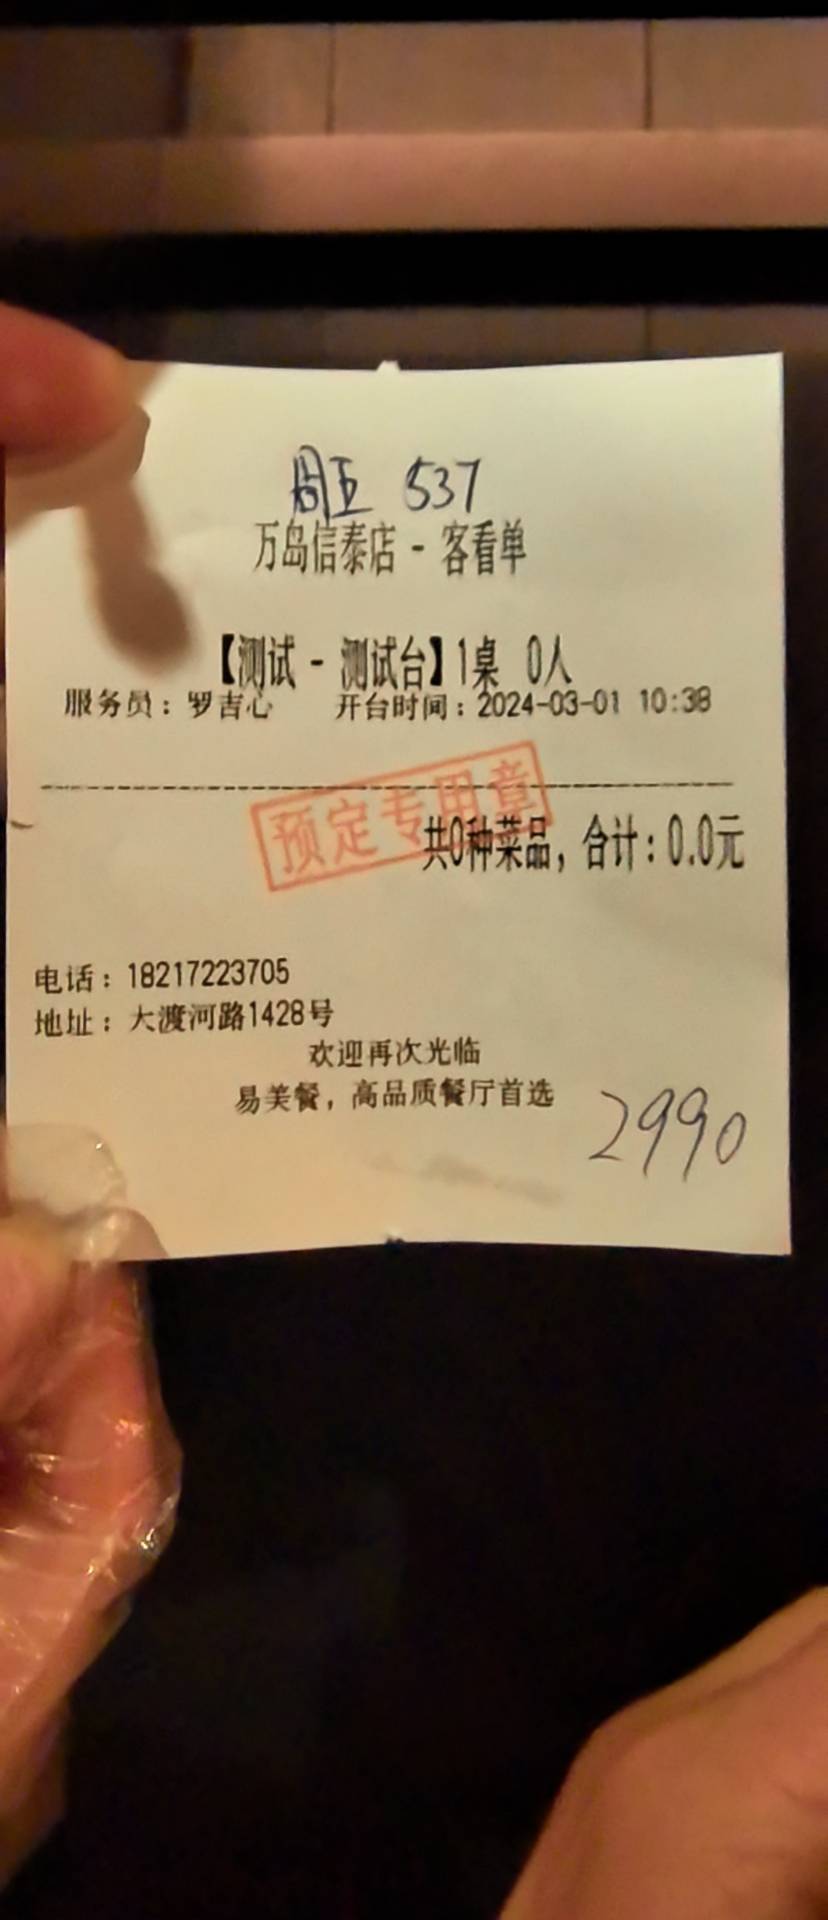 周五 537
万岛信泰店 - 客看单
【测试 - 测试台】1桌 0人
服务员：罗吉心 开台时间：2024-03-01 10:38
预定专用章
共0种菜品，合计：0.0元
电话：18217223705
地址：大渡河路1428号
欢迎再次光临
易美餐，高品质餐厅首选
2990